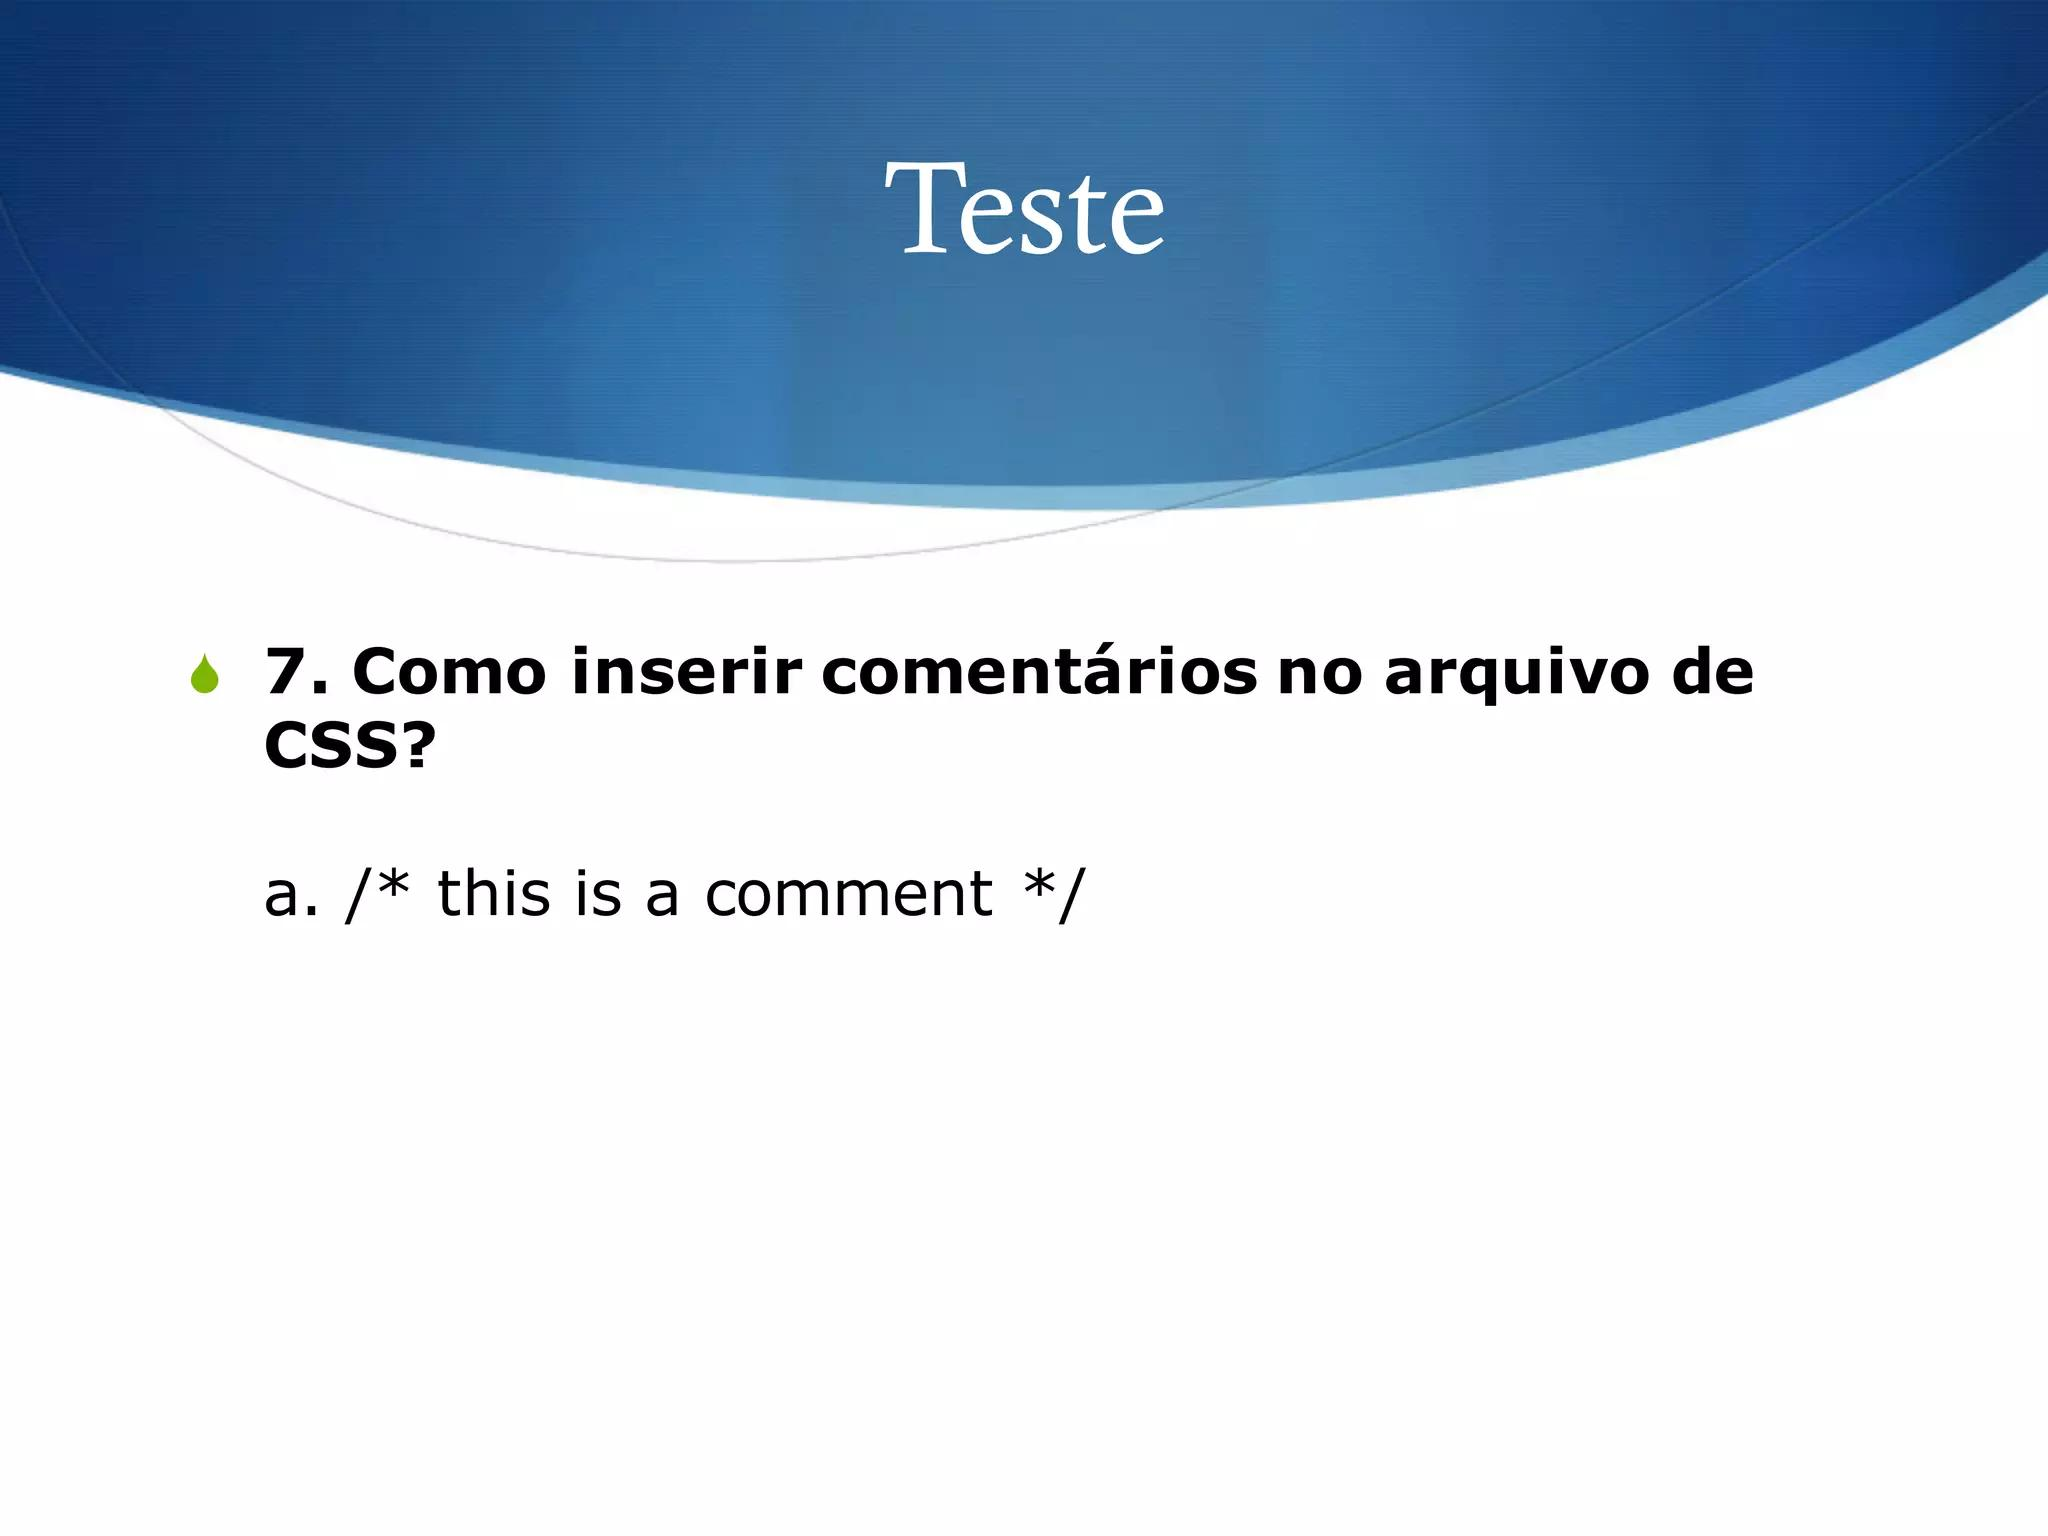 Teste
7. Como inserir comentários no arquivo de
CSS?
a. /* this is a comment */